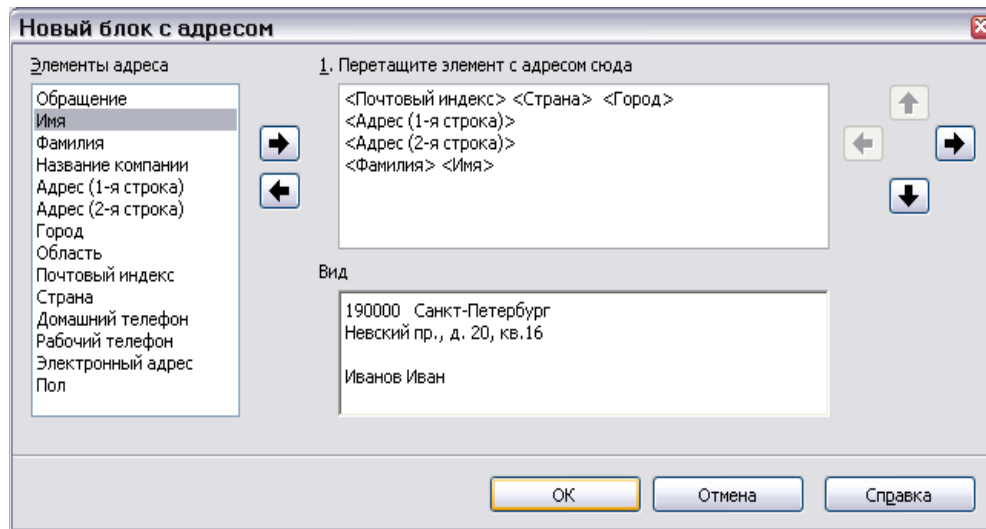 Новый блок с адресом
Элементы адреса
Обращение
Имя
Фамилия
Название компании
Адрес (1-я строка)
Адрес (2-я строка)
Город
Область
Почтовый индекс
Страна
Домашний телефон
Рабочий телефон
Электронный адрес
Пол
1. Перетащите элемент с адресом сюда
<Почтовый индекс> <Страна> <Город>
<Адрес (1-я строка)>
<Адрес (2-я строка)>
<Фамилия> <Имя>
Вид
190000 Санкт-Петербург
Невский пр., д. 20, кв.16
Иванов Иван
ОК
Отмена
Справка